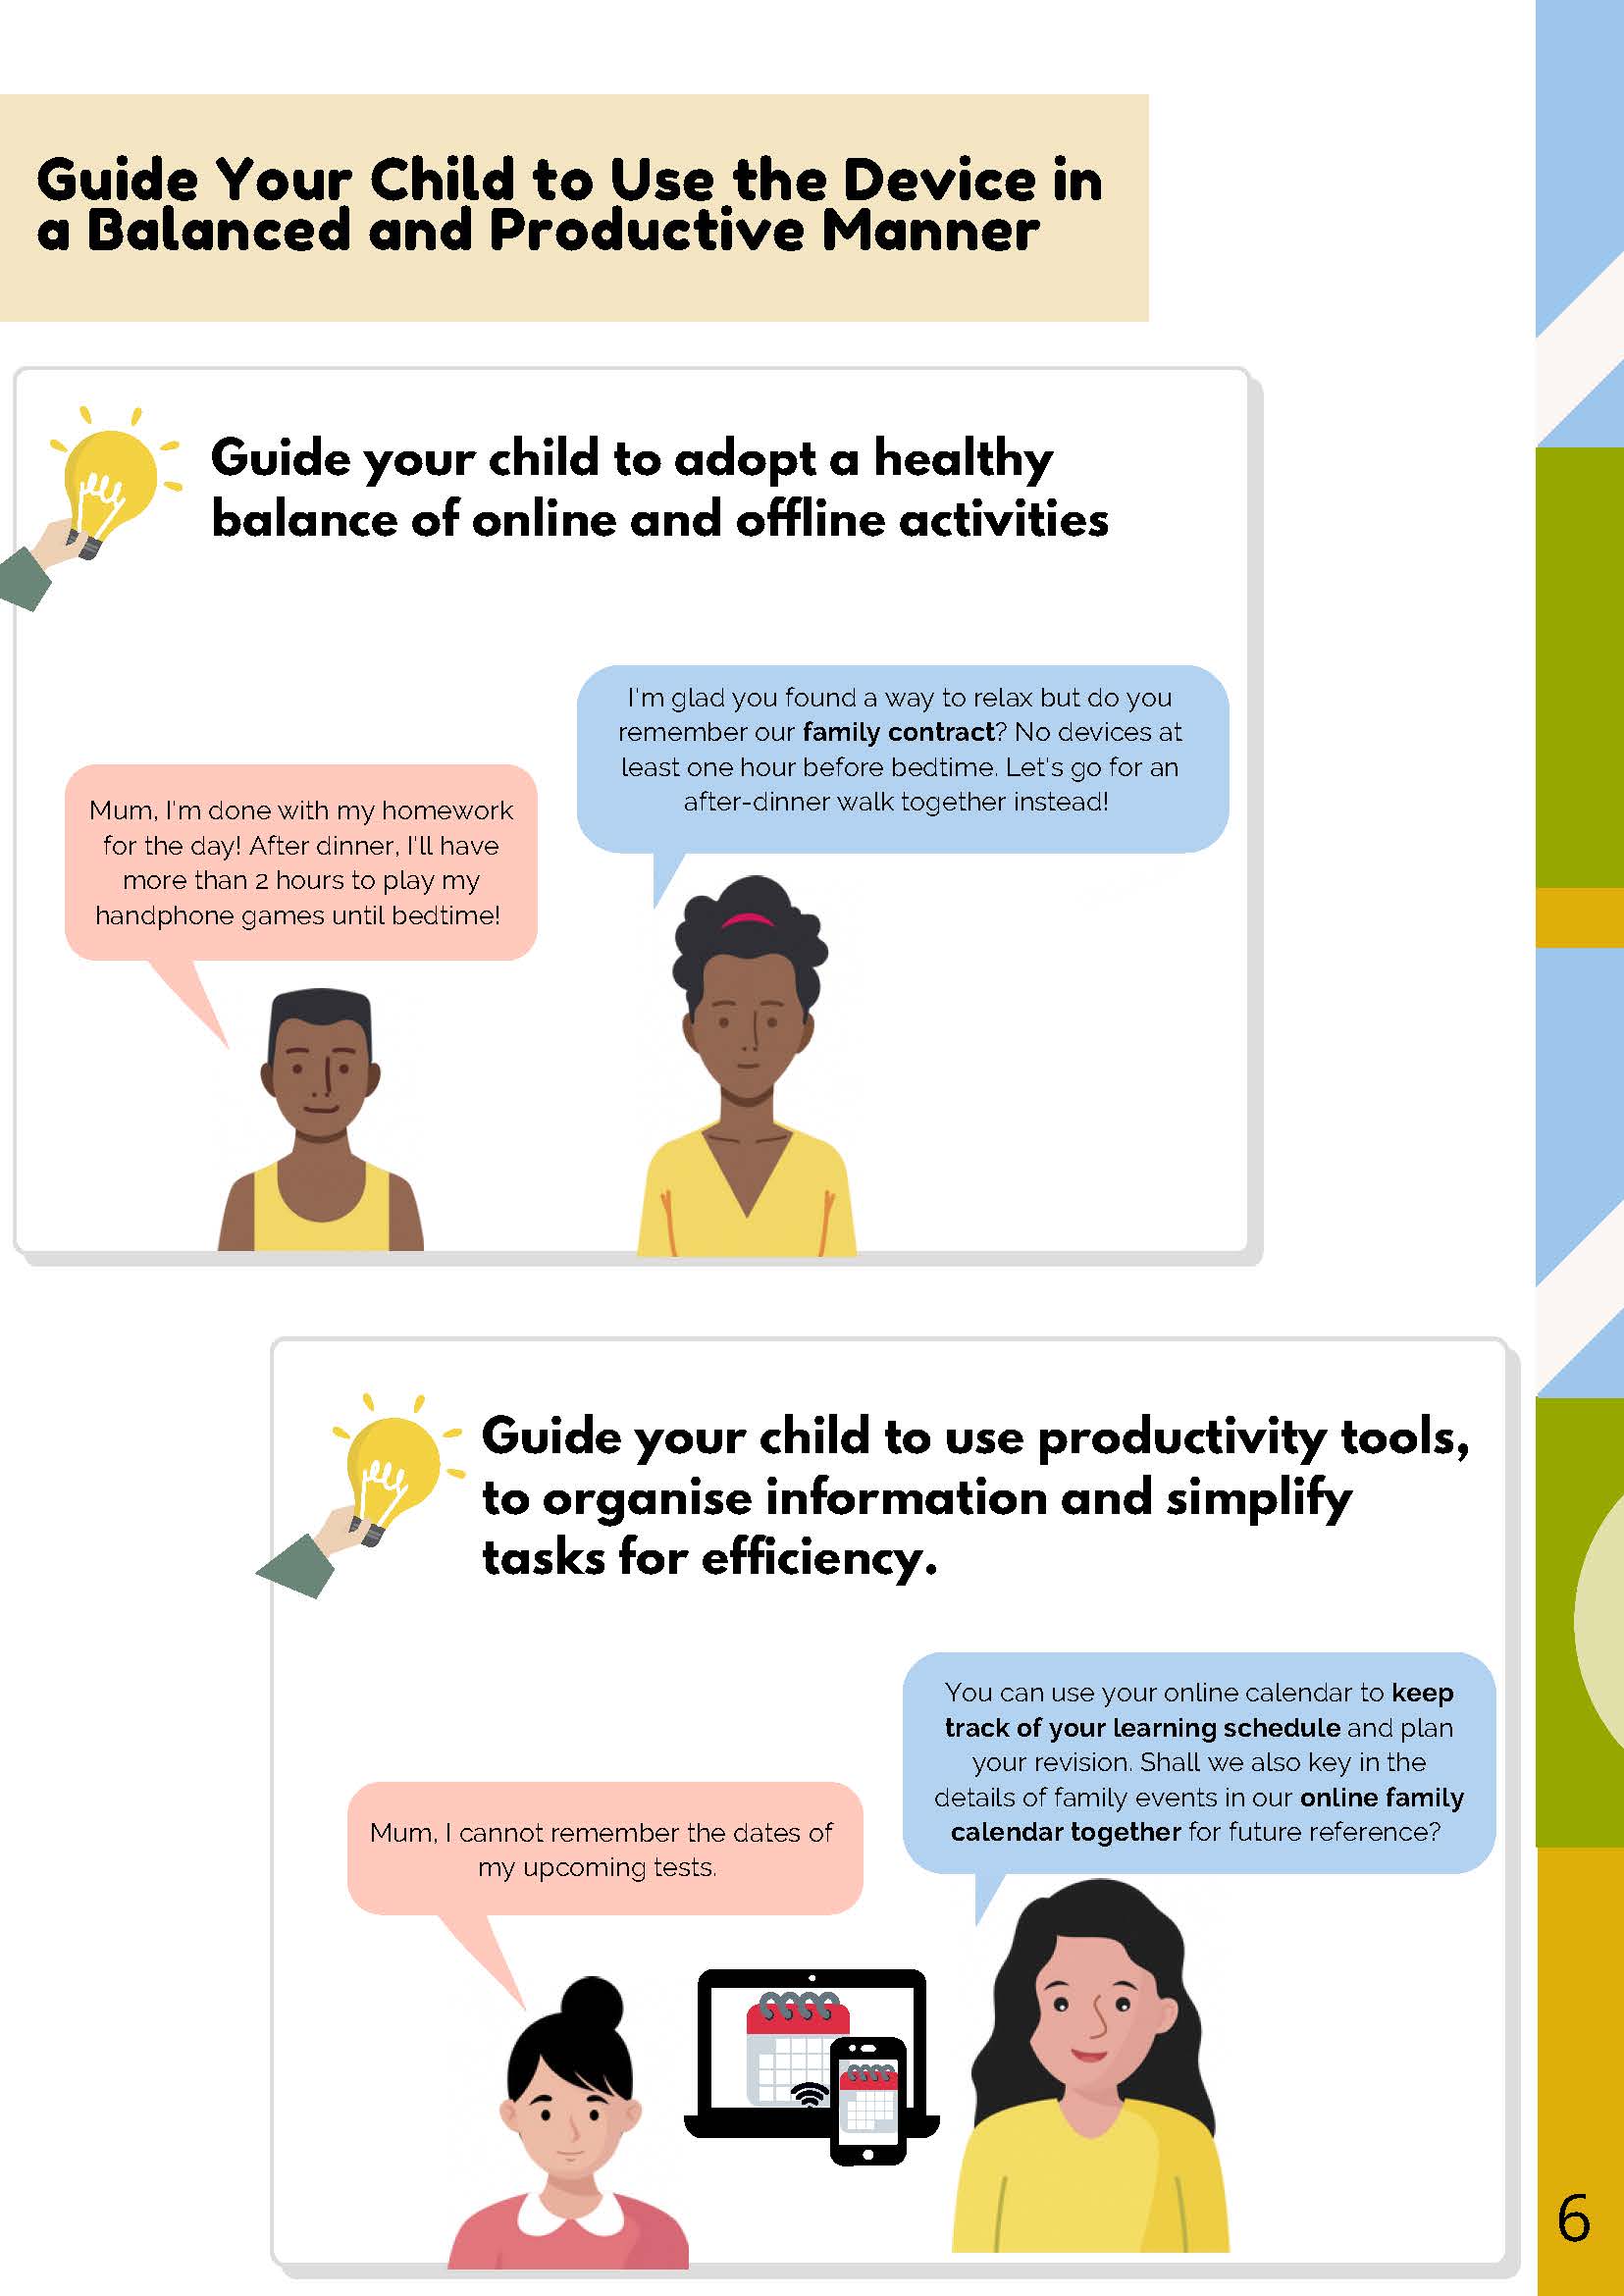 Guide Your Child to Use the Device in
a Balanced and Productive Manner
Guide your child to adopt a healthy
balance of online and offline activities
I'm glad you found a way to relax but do you
remember our family contract? No devices at
least one hour before bedtime. Let's go for an
after-dinner walk together instead!
Mum, I'm done with my homework
for the day! After dinner, I'll have
more than 2 hours to play my
handphone games until bedtime!
Guide your child to use productivity tools,
to organise information and simplify
tasks for efficiency.
You can use your online calendar to keep
track of your learning schedule and plan
your revision. Shall we also key in the
details of family events in our online family
calendar together for future reference?
Mum, I cannot remember the dates of
my upcoming tests.
6